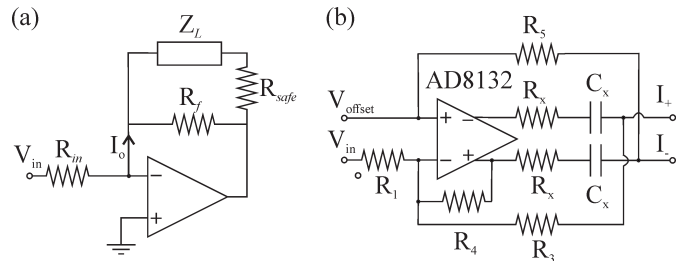 (a)
Z_L
R_safe
R_f
V_in
R_in
I_o
−
+
(b)
R_5
AD8132
V_offset
R_x
C_x
I_+
+ −
V_in
R_1
− +
R_x
C_x
I_-
R_4
R_3